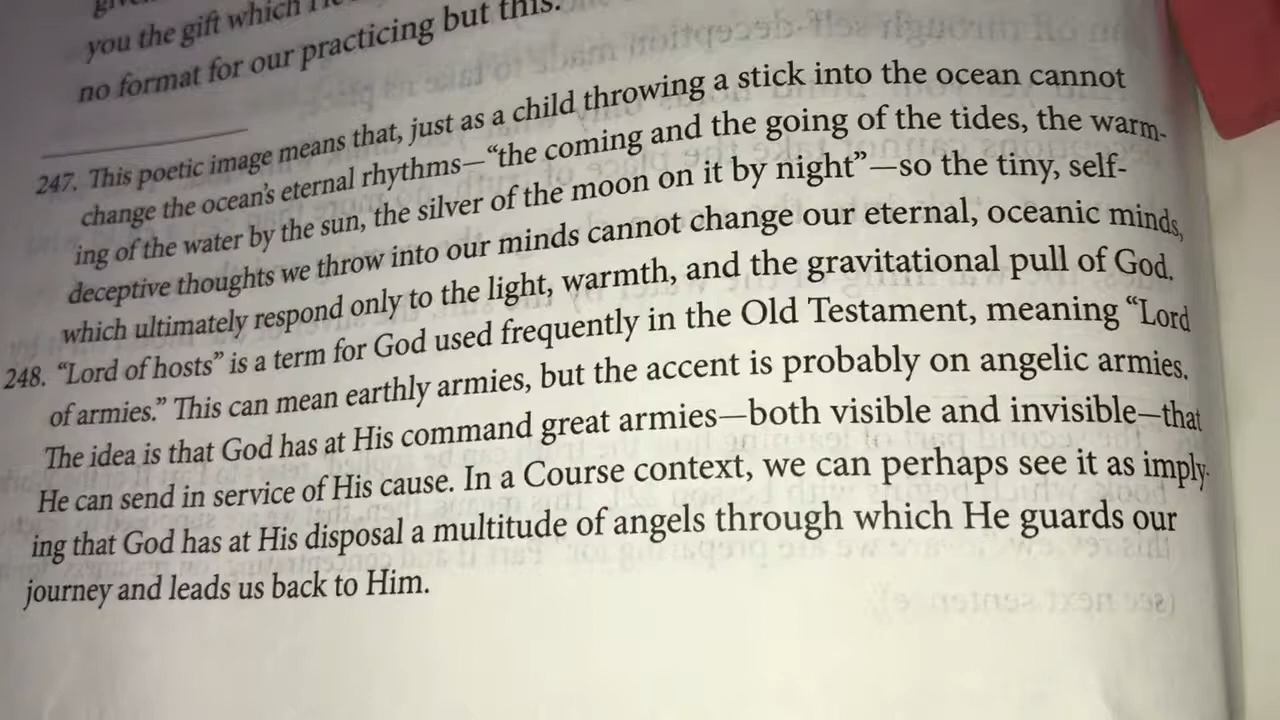 you the gift which
no format for our practicing but this.
247. This poetic image means that, just as a child throwing a stick into the ocean cannot
change the ocean's eternal rhythms—“the coming and the going of the tides, the warm-
ing of the water by the sun, the silver of the moon on it by night”—so the tiny, self-
deceptive thoughts we throw into our minds cannot change our eternal, oceanic minds,
which ultimately respond only to the light, warmth, and the gravitational pull of God.
248. “Lord of hosts” is a term for God used frequently in the Old Testament, meaning “Lord
of armies.” This can mean earthly armies, but the accent is probably on angelic armies.
The idea is that God has at His command great armies—both visible and invisible—that
He can send in service of His cause. In a Course context, we can perhaps see it as imply-
ing that God has at His disposal a multitude of angels through which He guards our
journey and leads us back to Him.